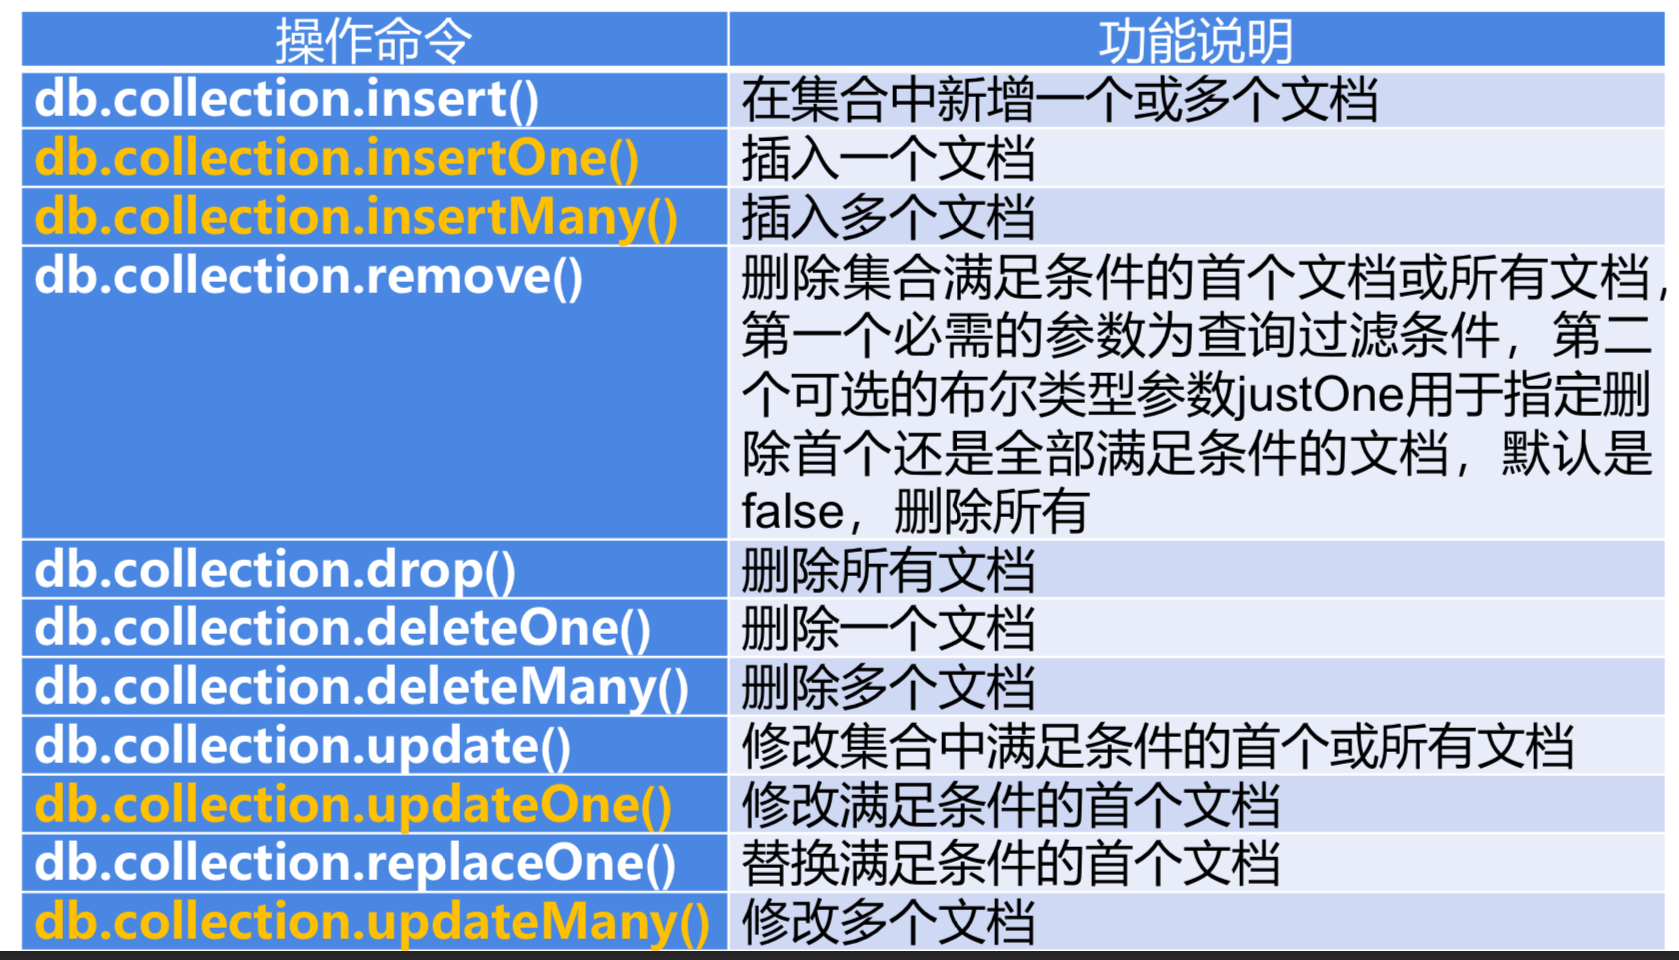 操作命令 功能说明
db.collection.insert() 在集合中新增一个或多个文档
db.collection.insertOne() 插入一个文档
db.collection.insertMany() 插入多个文档
db.collection.remove() 删除集合满足条件的首个文档或所有文档，
第一个必需的参数为查询过滤条件，第二
个可选的布尔类型参数justOne用于指定删
除首个还是全部满足条件的文档，默认是
false，删除所有
db.collection.drop() 删除所有文档
db.collection.deleteOne() 删除一个文档
db.collection.deleteMany() 删除多个文档
db.collection.update() 修改集合中满足条件的首个或所有文档
db.collection.updateOne() 修改满足条件的首个文档
db.collection.replaceOne() 替换满足条件的首个文档
db.collection.updateMany() 修改多个文档